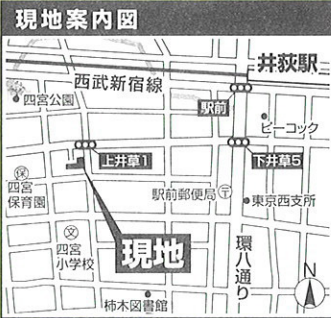 現地案内図
井荻駅
西武新宿線
四宮公園
駅前
ピーコック
上井草1
下井草5
保
四宮
保育園
駅前郵便局
〒
東京西支所
文
四宮
小学校
現地
環八通り
柿木図書館
N